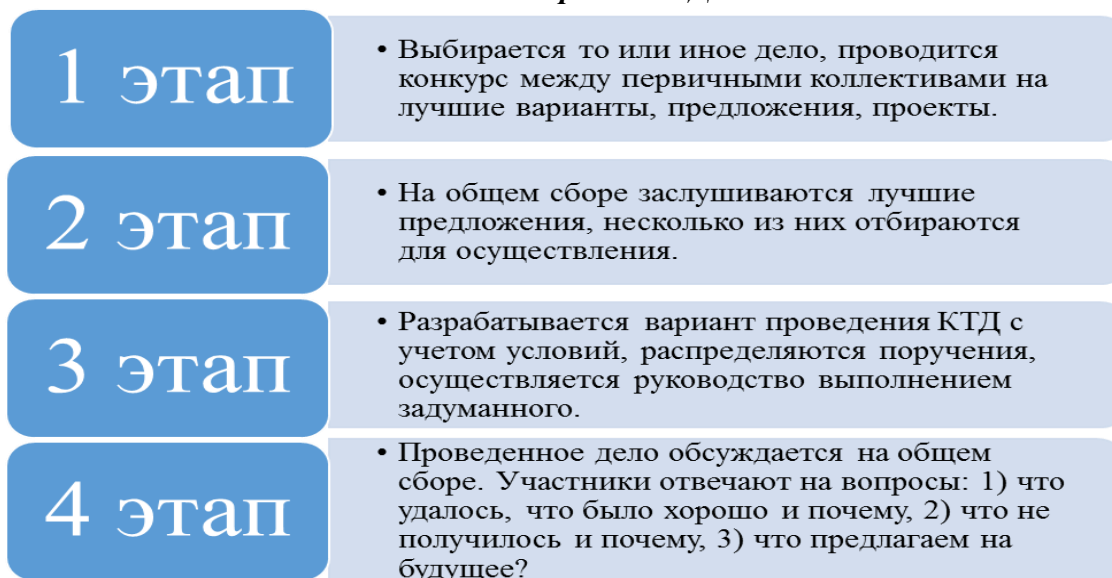 1 этап
• Выбирается то или иное дело, проводится
конкурс между первичными коллективами на
лучшие варианты, предложения, проекты.
2 этап
• На общем сборе заслушиваются лучшие
предложения, несколько из них отбираются
для осуществления.
3 этап
• Разрабатывается вариант проведения КТД с
учетом условий, распределяются поручения,
осуществляется руководство выполнением
задуманного.
4 этап
• Проведенное дело обсуждается на общем
сборе. Участники отвечают на вопросы: 1) что
удалось, что было хорошо и почему, 2) что не
получилось и почему, 3) что предлагаем на
будущее?